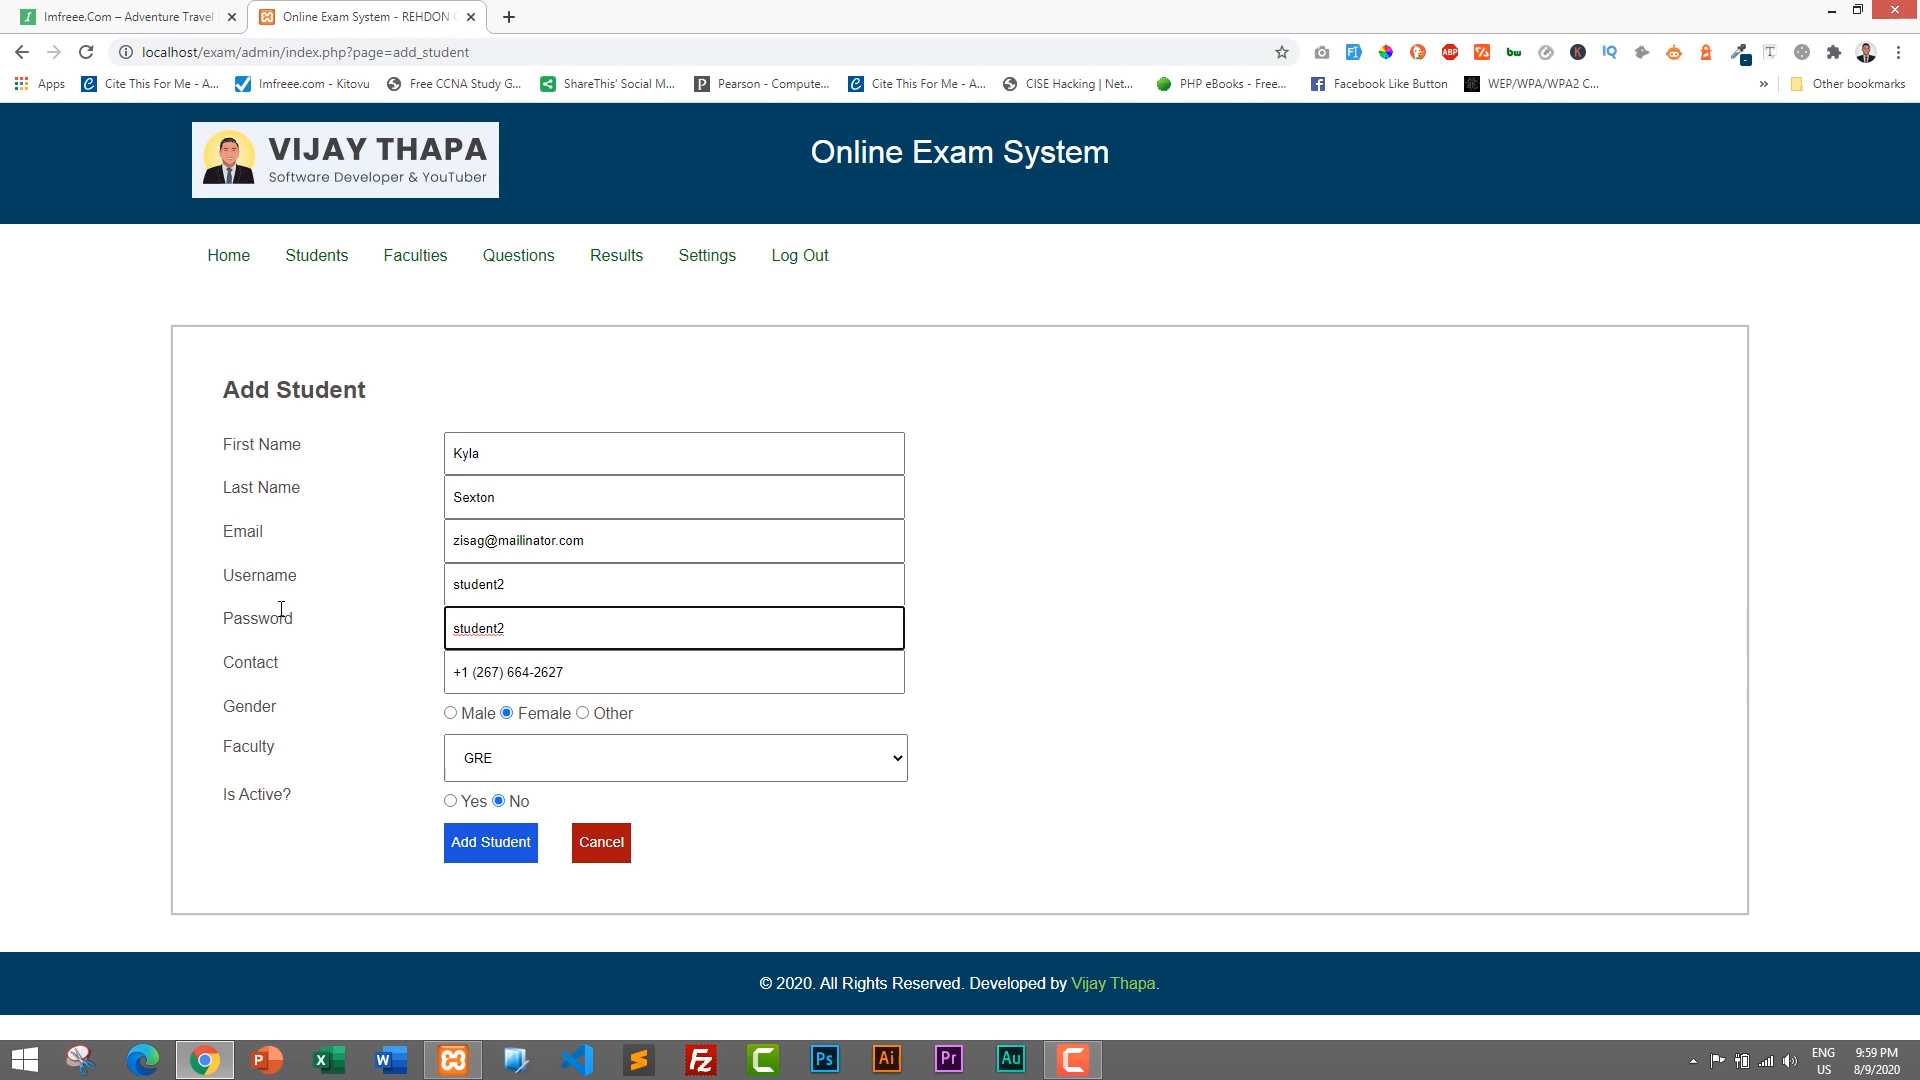 Imfreee.Com – Adventure Travel
Online Exam System - REHDON
localhost/exam/admin/index.php?page=add_student
Apps
Cite This For Me - A...
Imfreee.com - Kitovu
Free CCNA Study G...
ShareThis' Social M...
Pearson - Compute...
Cite This For Me - A...
CISE Hacking | Net...
PHP eBooks - Free...
Facebook Like Button
WEP/WPA/WPA2 C...
»
Other bookmarks
VIJAY THAPA
Software Developer & YouTuber
Online Exam System
Home
Students
Faculties
Questions
Results
Settings
Log Out
Add Student
First Name
Kyla
Last Name
Sexton
Email
zisag@mailinator.com
Username
student2
Password
student2
Contact
+1 (267) 664-2627
Gender
Male Female Other
Faculty
GRE
Is Active?
Yes No
Add Student
Cancel
© 2020. All Rights Reserved. Developed by Vijay Thapa.
ENG
US
9:59 PM
8/9/2020